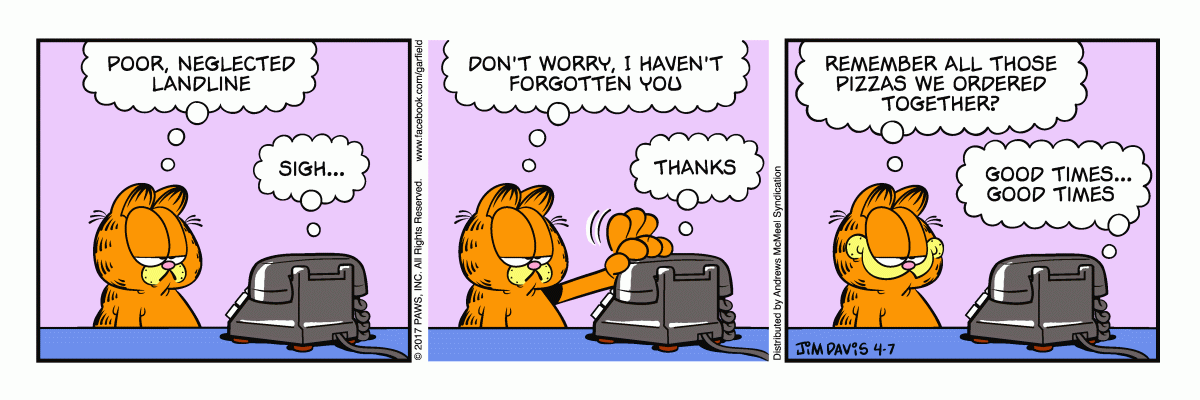 POOR, NEGLECTED
LANDLINE
SIGH...
© 2017 PAWS, INC. All Rights Reserved. www.facebook.com/garfield
DON'T WORRY, I HAVEN'T
FORGOTTEN YOU
THANKS
Distributed by Andrews McMeel Syndication
REMEMBER ALL THOSE
PIZZAS WE ORDERED
TOGETHER?
GOOD TIMES...
GOOD TIMES
JIM DAVIS 4-7